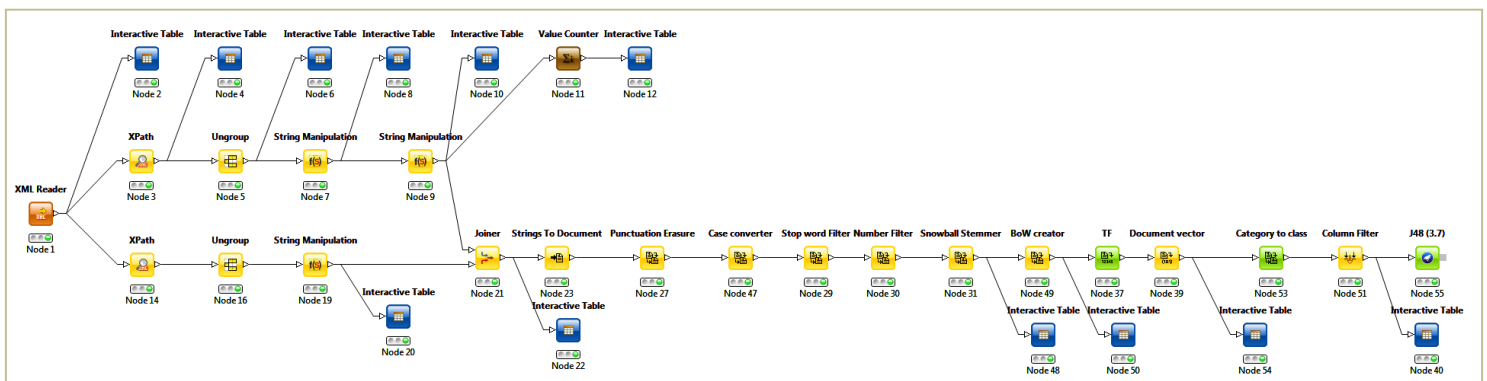 Interactive Table Interactive Table Interactive Table Interactive Table Interactive Table Value Counter Interactive Table
Node 2 Node 4 Node 6 Node 8 Node 10 Node 11 Node 12
XPath Ungroup String Manipulation String Manipulation
Node 3 Node 5 Node 7 Node 9
XML Reader
Node 1
XPath Ungroup String Manipulation Joiner Strings To Document Punctuation Erasure Case converter Stop word Filter Number Filter Snowball Stemmer BoW creator TF Document vector Category to class Column Filter J48 (3.7)
Node 14 Node 16 Node 19 Node 21 Node 23 Node 27 Node 47 Node 29 Node 30 Node 31 Node 49 Node 37 Node 39 Node 53 Node 51 Node 55
Interactive Table
Node 20
Interactive Table Interactive Table Interactive Table Interactive Table Interactive Table
Node 22 Node 48 Node 50 Node 54 Node 40